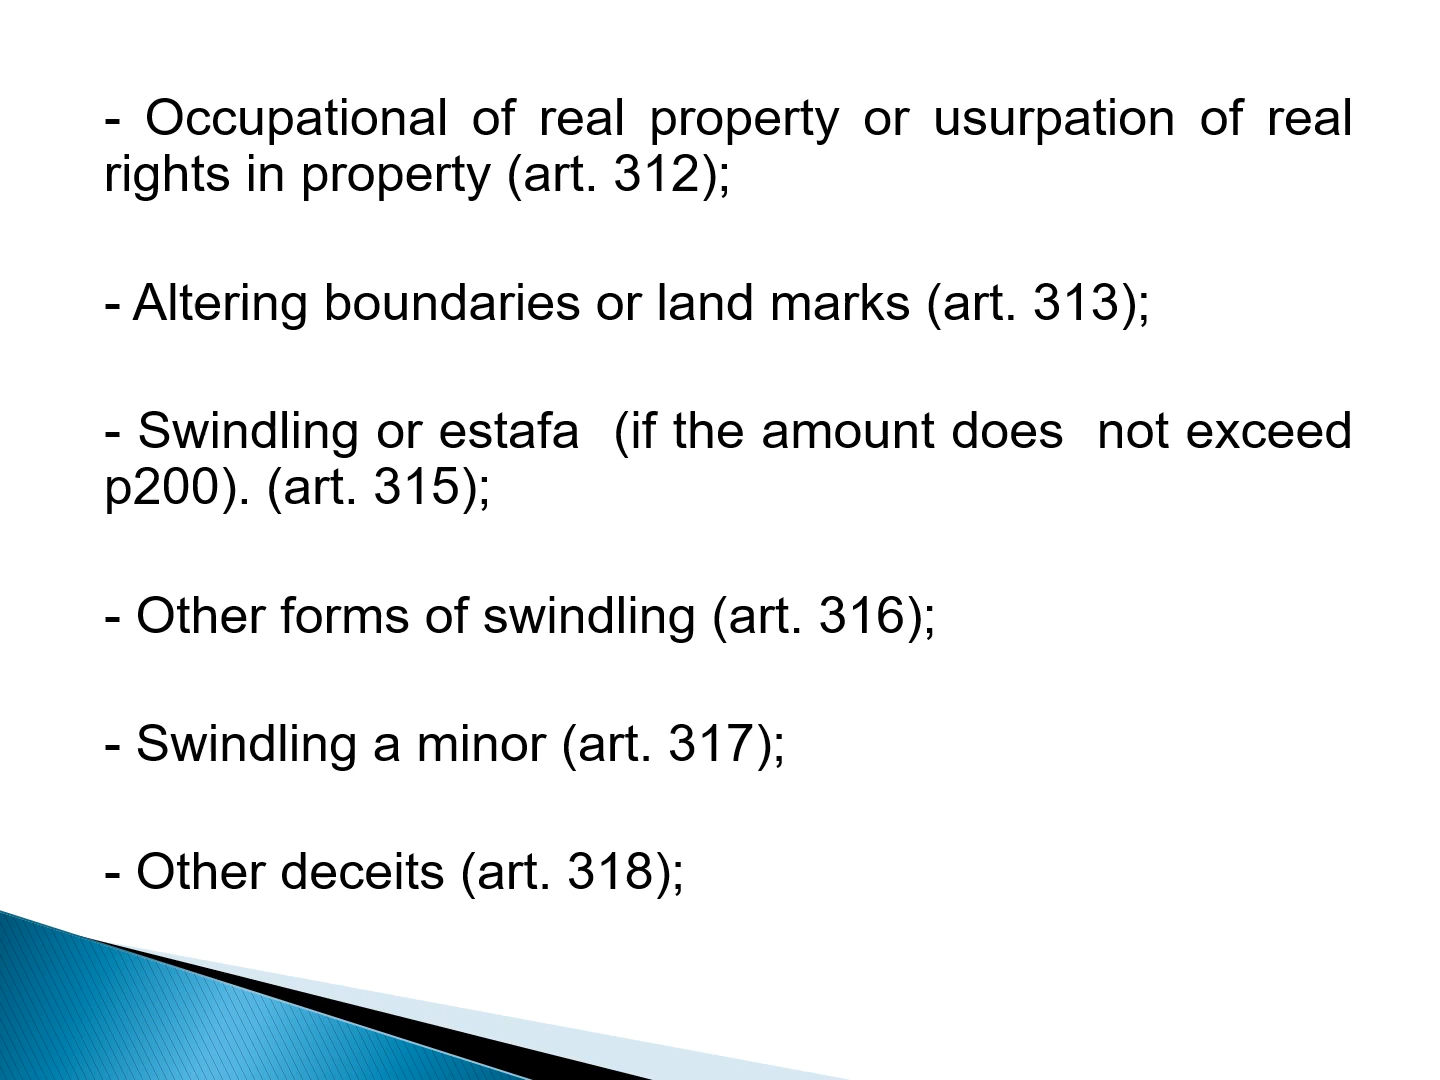 - Occupational of real property or usurpation of real
rights in property (art. 312);
- Altering boundaries or land marks (art. 313);
- Swindling or estafa  (if the amount does  not exceed
p200). (art. 315);
- Other forms of swindling (art. 316);
- Swindling a minor (art. 317);
- Other deceits (art. 318);